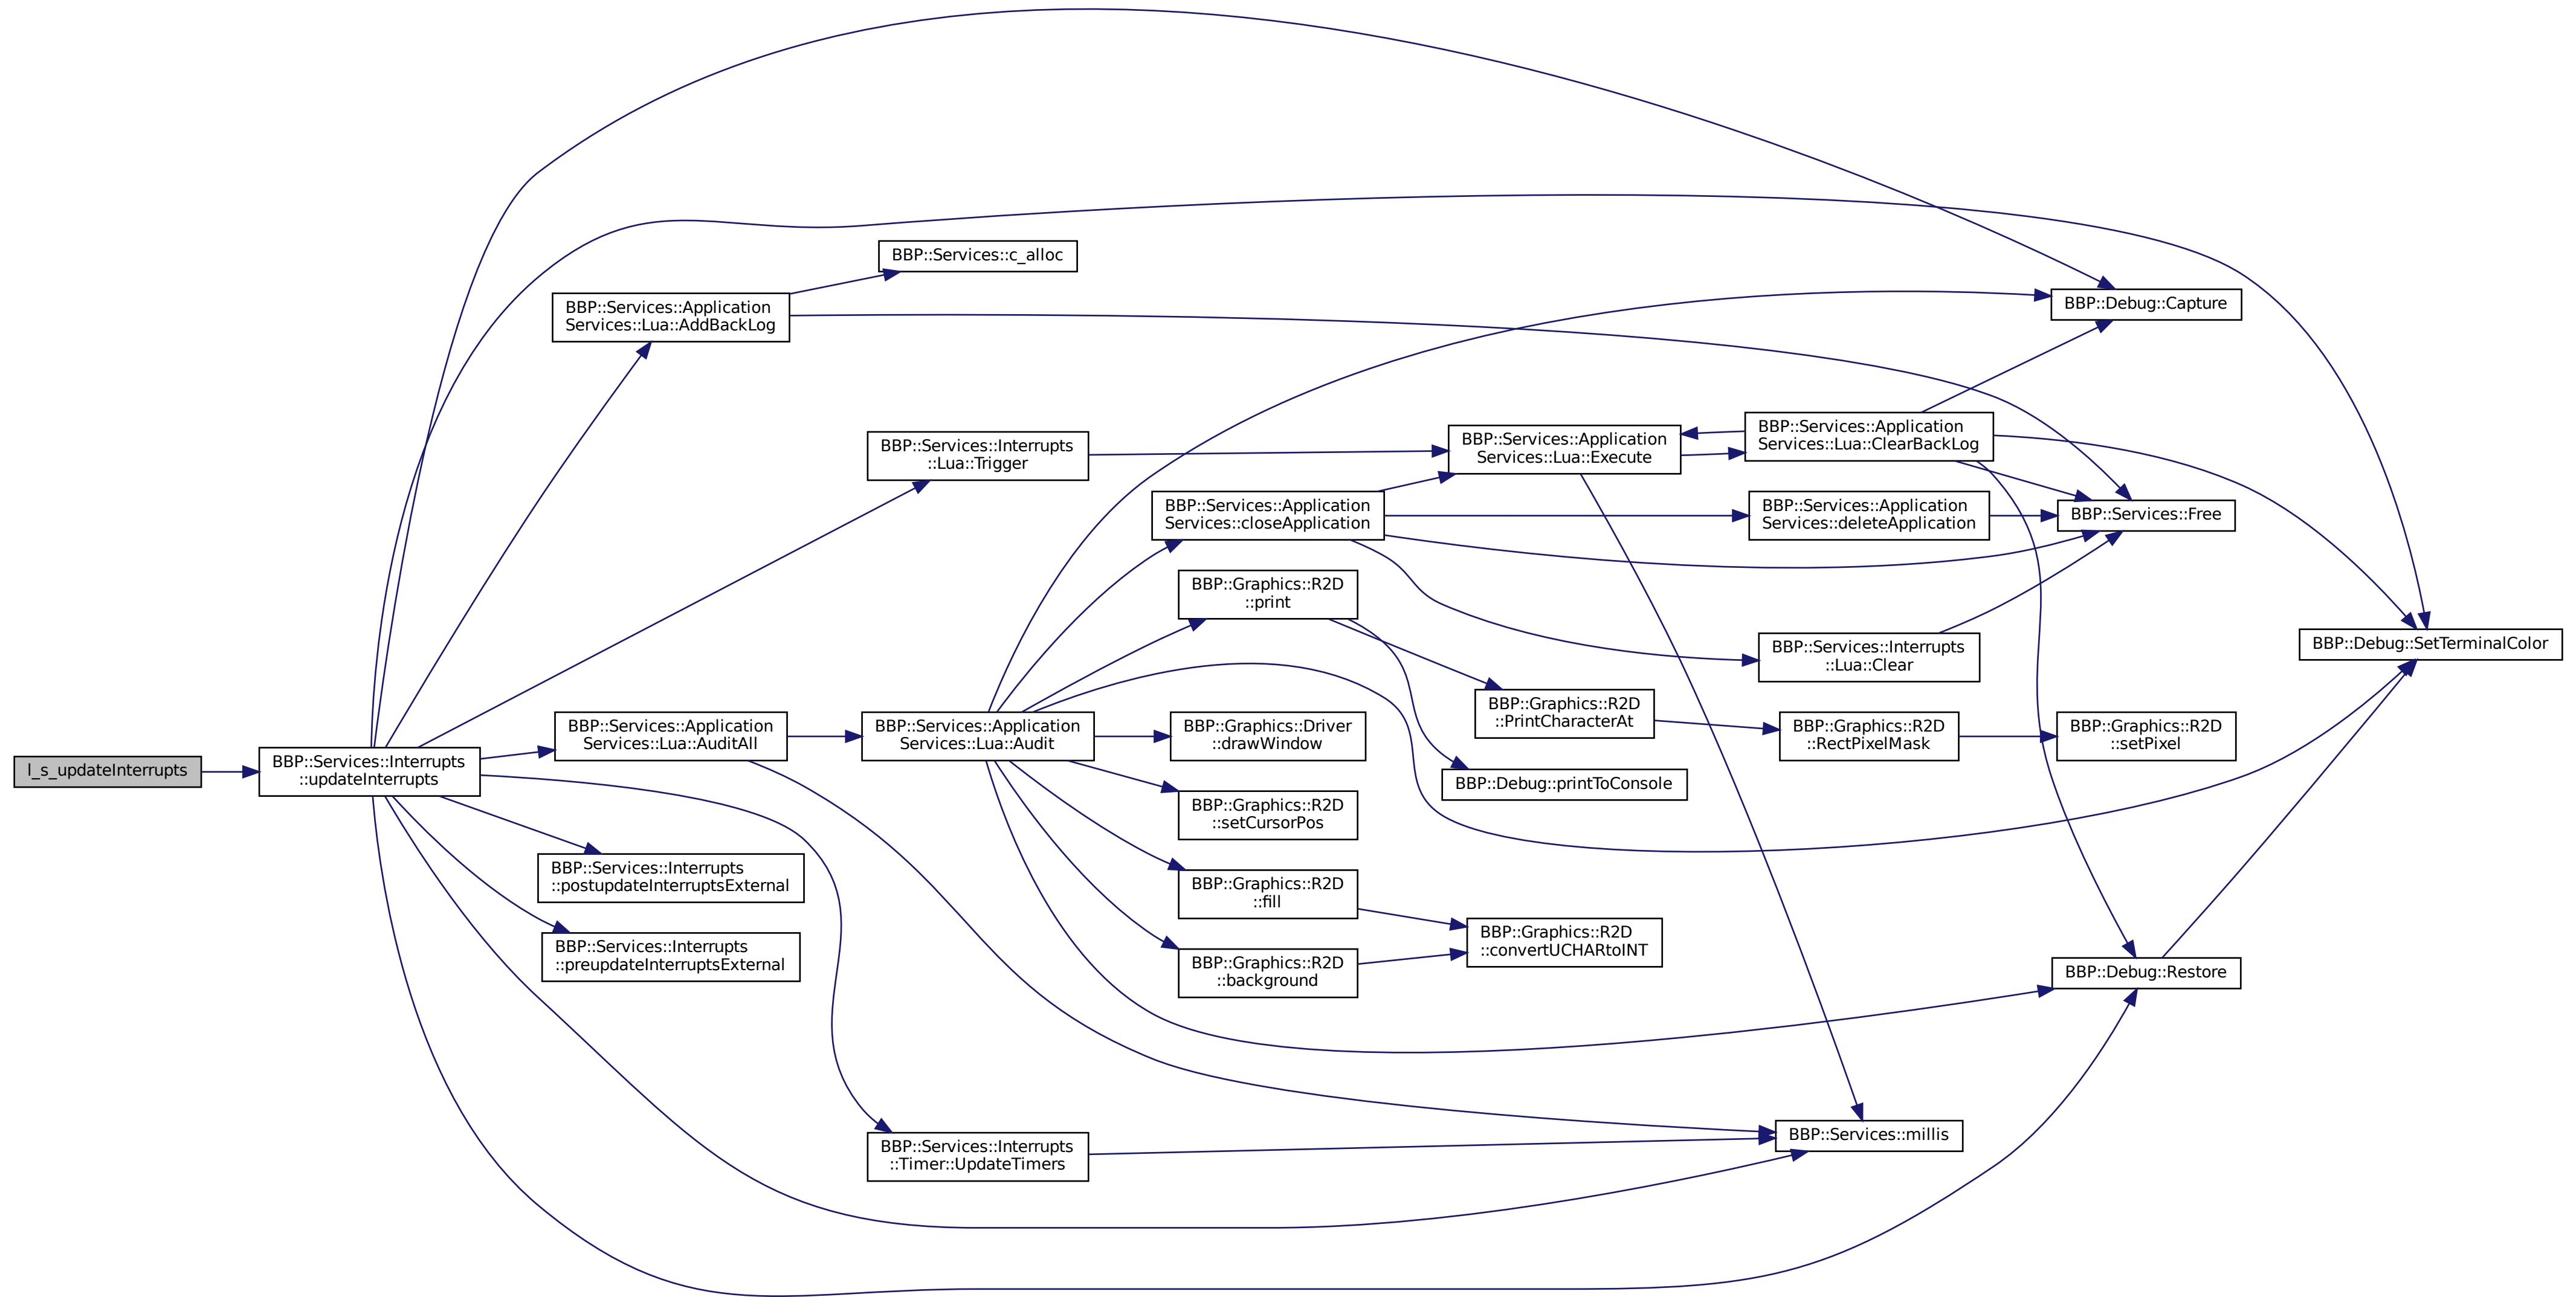 BBP::Services::c_alloc
BBP::Debug::Capture
BBP::Services::Application
Services::Lua::AddBackLog
BBP::Services::Interrupts
::Lua::Trigger
BBP::Services::Application
Services::Lua::Execute
BBP::Services::Application
Services::Lua::ClearBackLog
BBP::Services::Application
Services::closeApplication
BBP::Services::Application
Services::deleteApplication
BBP::Services::Free
BBP::Graphics::R2D
::print
BBP::Services::Interrupts
::Lua::Clear
BBP::Debug::SetTerminalColor
BBP::Graphics::R2D
::PrintCharacterAt
l_s_updateInterrupts
BBP::Services::Interrupts
::updateInterrupts
BBP::Services::Application
Services::Lua::AuditAll
BBP::Services::Application
Services::Lua::Audit
BBP::Graphics::Driver
::drawWindow
BBP::Graphics::R2D
::RectPixelMask
BBP::Graphics::R2D
::setPixel
BBP::Debug::printToConsole
BBP::Graphics::R2D
::setCursorPos
BBP::Services::Interrupts
::postupdateInterruptsExternal
BBP::Graphics::R2D
::fill
BBP::Services::Interrupts
::preupdateInterruptsExternal
BBP::Graphics::R2D
::convertUCHARtoINT
BBP::Graphics::R2D
::background
BBP::Debug::Restore
BBP::Services::Interrupts
::Timer::UpdateTimers
BBP::Services::millis